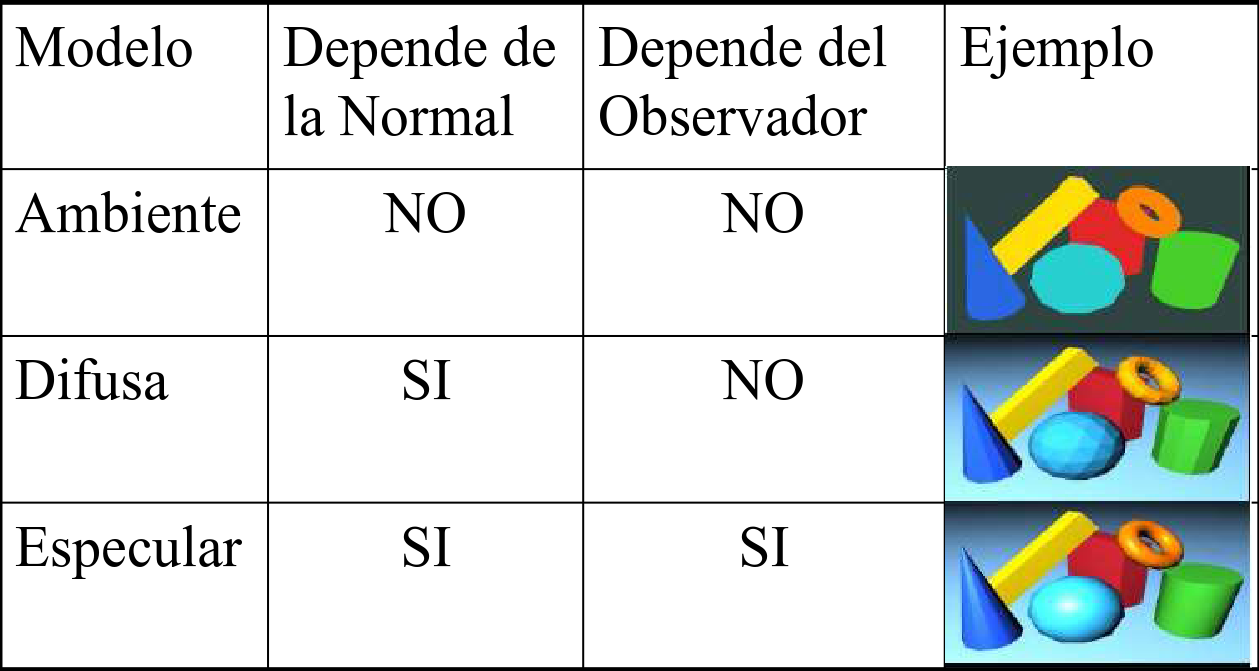 Modelo
Depende de
la Normal
Depende del
Observador
Ejemplo
Ambiente
NO
NO
Difusa
SI
NO
Especular
SI
SI